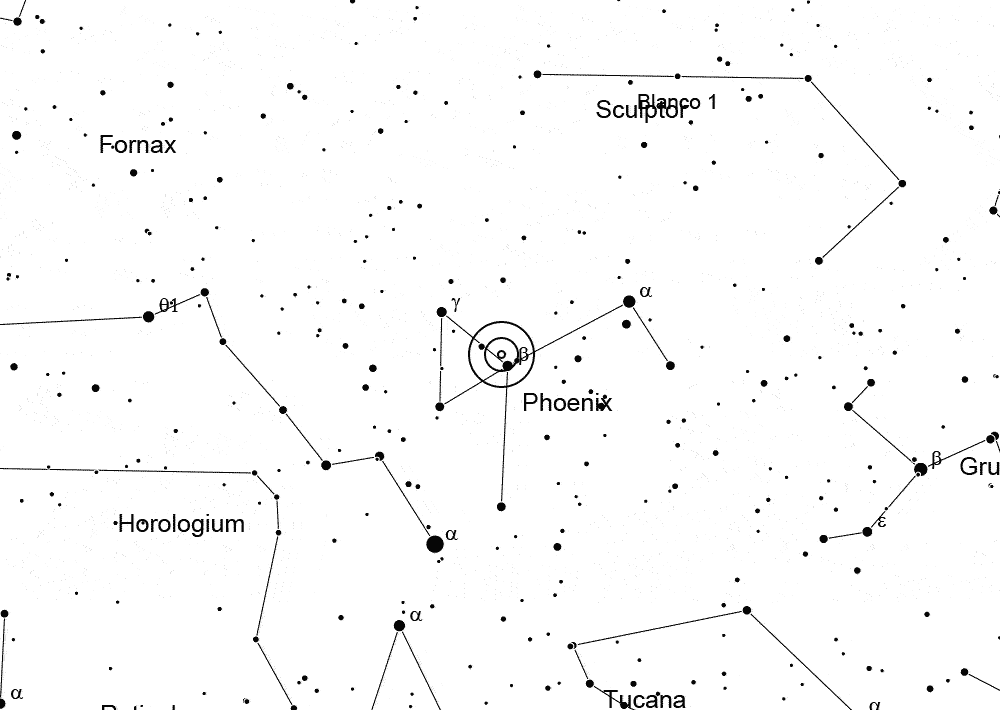 Blanco 1
Sculptor
Fornax
α
θ1
γ
β
Phoenix
β
Gru
ε
Horologium
α
α
α
Tucana
α